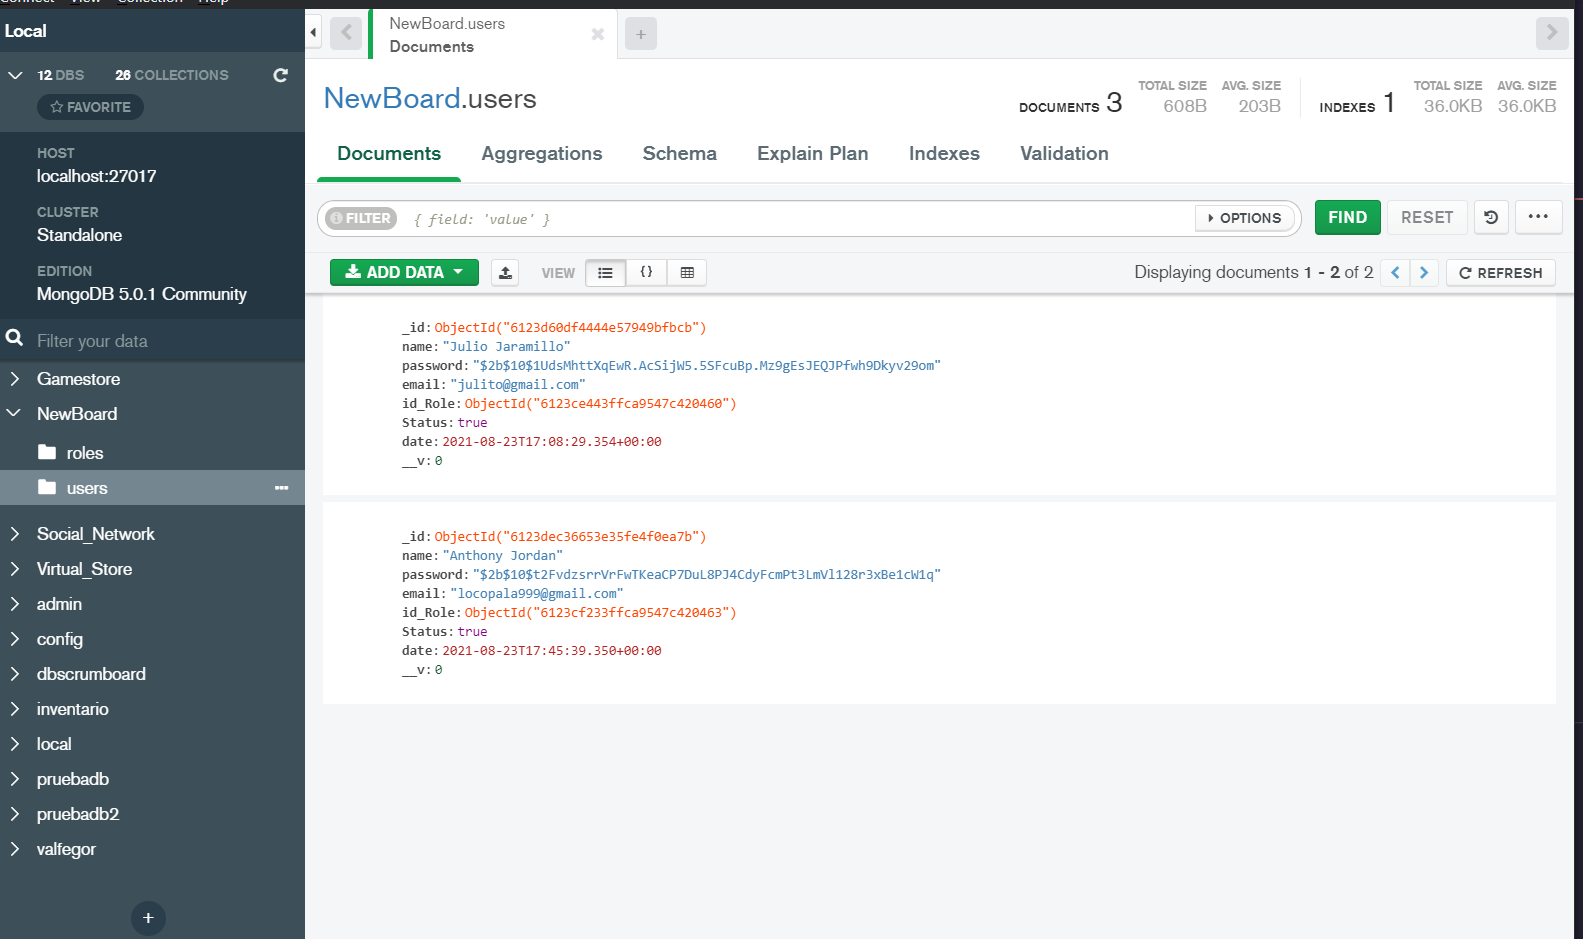 Connect View Collection Help
Local
12 DBS 26 COLLECTIONS
FAVORITE
HOST
localhost:27017
CLUSTER
Standalone
EDITION
MongoDB 5.0.1 Community
Filter your data
Gamestore
NewBoard
roles
users
Social_Network
Virtual_Store
admin
config
dbscrumboard
inventario
local
pruebadb
pruebadb2
valfegor
+
NewBoard.users
Documents
+
NewBoard.users
DOCUMENTS 3 TOTAL SIZE 608B AVG. SIZE 203B INDEXES 1 TOTAL SIZE 36.0KB AVG. SIZE 36.0KB
Documents Aggregations Schema Explain Plan Indexes Validation
FILTER { field: 'value' } OPTIONS FIND RESET ...
ADD DATA VIEW {} Displaying documents 1 - 2 of 2 < > REFRESH
_id: ObjectId("6123d60df4444e57949bfbcb")
name: "Julio Jaramillo"
password: "$2b$10$1UdsMhttXqEwR.AcSijW5.5SFcuBp.Mz9gEsJEQJPfwh9Dkyv29om"
email: "julito@gmail.com"
id_Role: ObjectId("6123ce443ffca9547c420460")
Status: true
date: 2021-08-23T17:08:29.354+00:00
__v: 0
_id: ObjectId("6123dec36653e35fe4f0ea7b")
name: "Anthony Jordan"
password: "$2b$10$t2FvdzsrrVrFwTKeaCP7DuL8PJ4CdyFcmPt3LmVl128r3xBe1cW1q"
email: "locopala999@gmail.com"
id_Role: ObjectId("6123cf233ffca9547c420463")
Status: true
date: 2021-08-23T17:45:39.350+00:00
__v: 0